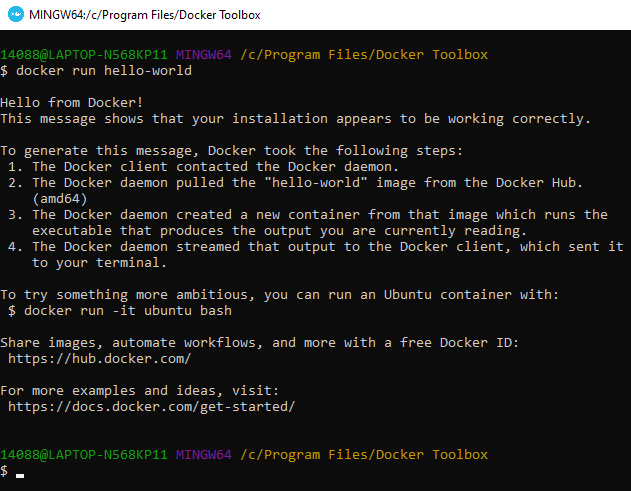 MINGW64:/c/Program Files/Docker Toolbox
14088@LAPTOP-N568KP11 MINGW64 /c/Program Files/Docker Toolbox
$ docker run hello-world
Hello from Docker!
This message shows that your installation appears to be working correctly.
To generate this message, Docker took the following steps:
1. The Docker client contacted the Docker daemon.
2. The Docker daemon pulled the "hello-world" image from the Docker Hub.
(amd64)
3. The Docker daemon created a new container from that image which runs the
executable that produces the output you are currently reading.
4. The Docker daemon streamed that output to the Docker client, which sent it
to your terminal.
To try something more ambitious, you can run an Ubuntu container with:
$ docker run -it ubuntu bash
Share images, automate workflows, and more with a free Docker ID:
https://hub.docker.com/
For more examples and ideas, visit:
https://docs.docker.com/get-started/
14088@LAPTOP-N568KP11 MINGW64 /c/Program Files/Docker Toolbox
$